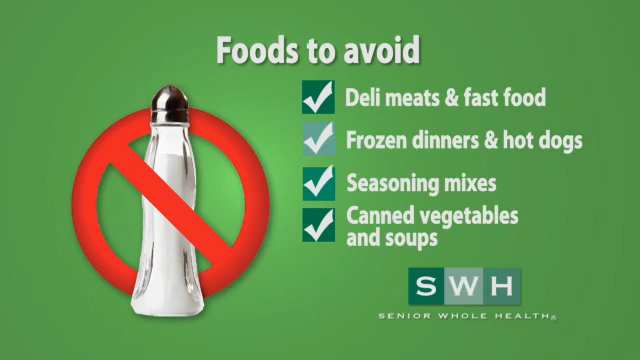 Foods to avoid
Deli meats & fast food
Frozen dinners & hot dogs
Seasoning mixes
Canned vegetables
and soups
SWH
SENIOR WHOLE HEALTH®